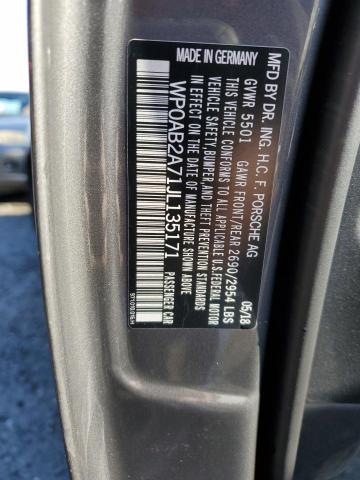 MFD BY DR. ING. H.C. F. PORSCHE AG
GVWR 5501 GAWR FRONT/REAR 2690/2954 LBS
05/18
THIS VEHICLE CONFORMS TO ALL APPLICABLE U.S. FEDERAL MOTOR
VEHICLE SAFETY, BUMPER, AND THEFT PREVENTION STANDARDS
IN EFFECT ON THE DATE OF MANUFACTURE SHOWN ABOVE.
WP0AB2A71JL135171
PASSENGER CAR
MADE IN GERMANY